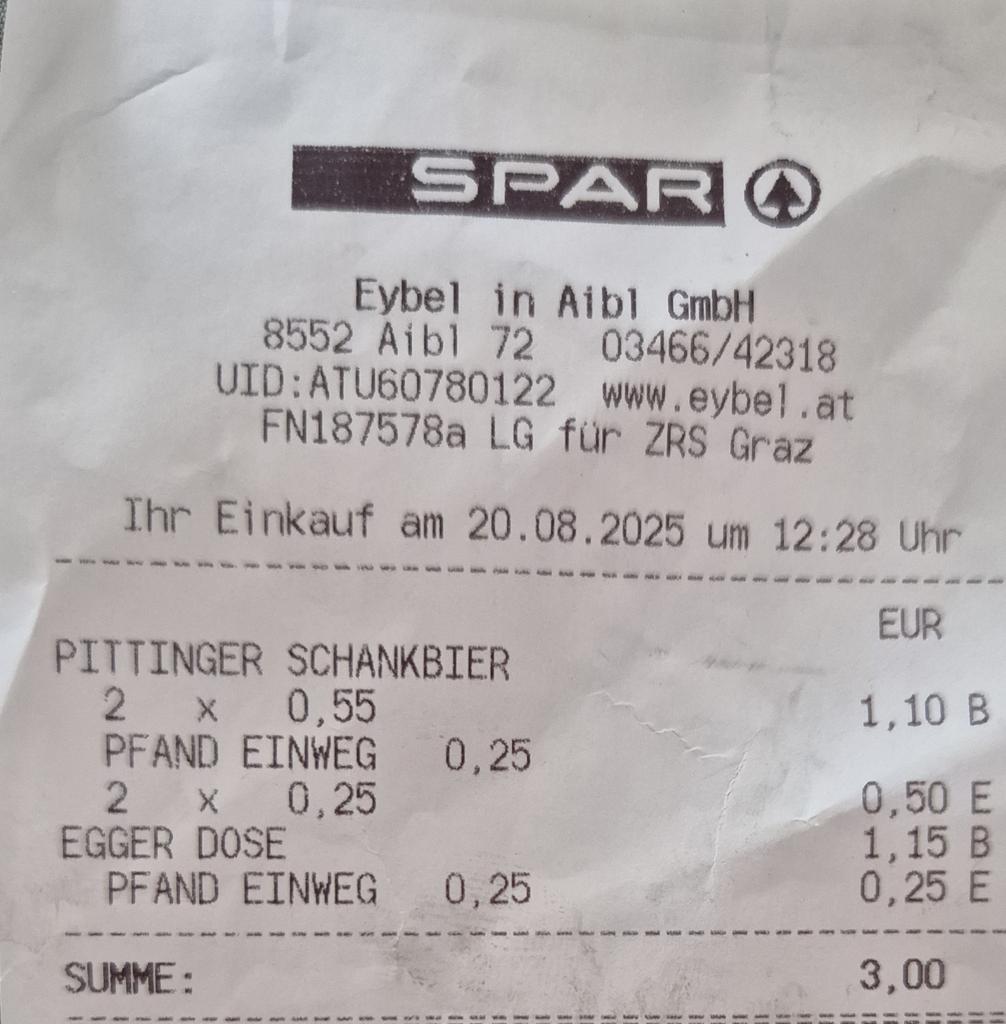 SPAR
Eybel in Aibl GmbH
8552 Aibl 72 03466/42318
UID:ATU60780122 www.eybel.at
FN187578a LG für ZRS Graz
Ihr Einkauf am 20.08.2025 um 12:28 Uhr
EUR
PITTINGER SCHANKBIER
2 x 0,55 1,10 B
PFAND EINWEG 0,25
2 x 0,25 0,50 E
EGGER DOSE 1,15 B
PFAND EINWEG 0,25 0,25 E
SUMME: 3,00